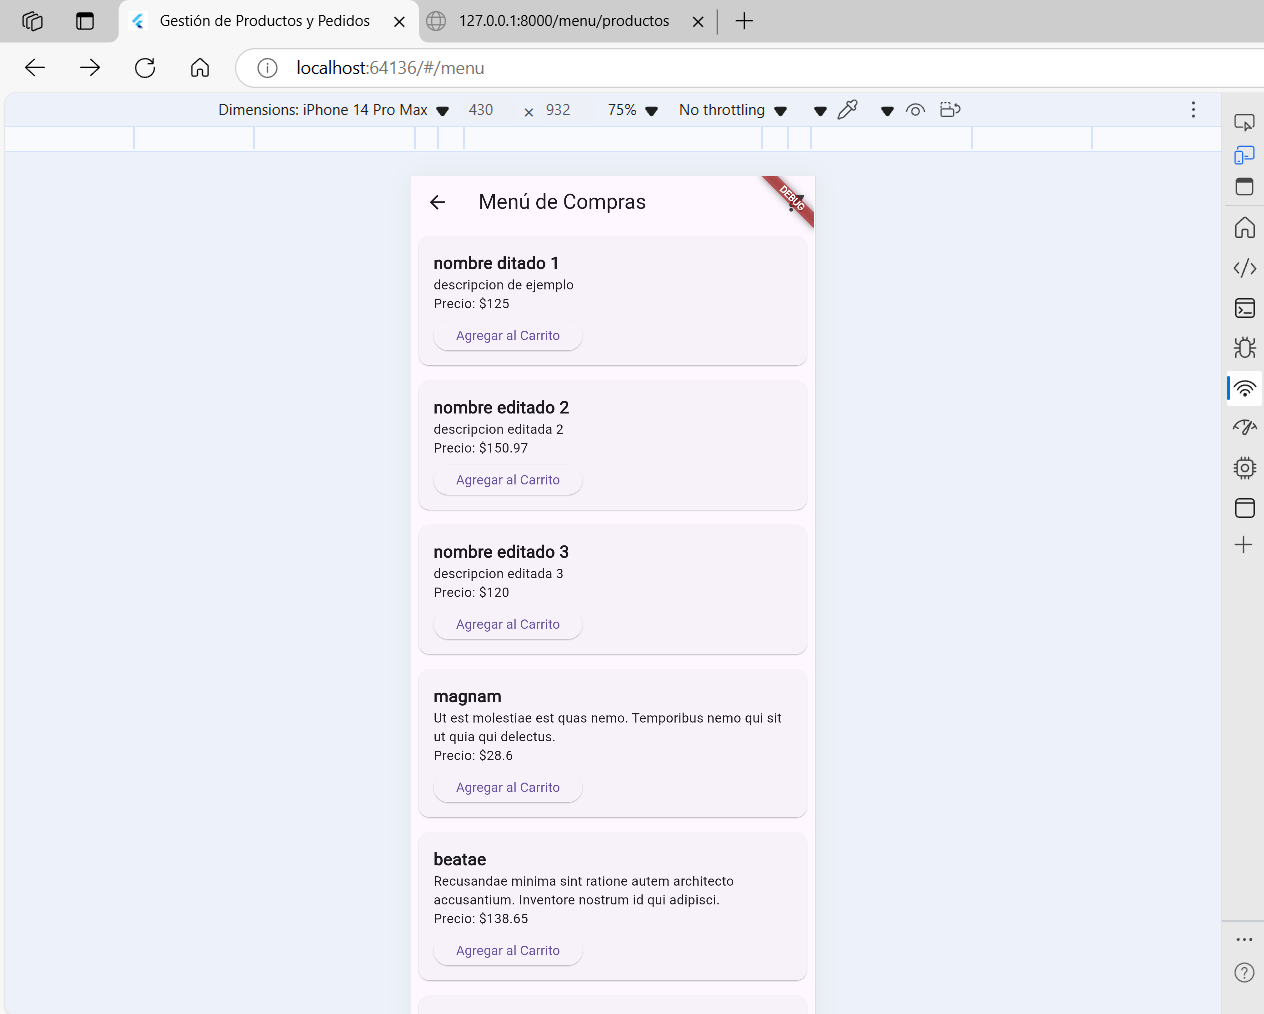 Gestión de Productos y Pedidos
127.0.0.1:8000/menu/productos
localhost:64136/#/menu
Dimensions: iPhone 14 Pro Max 430 × 932 75% No throttling
Menú de Compras
DEBUG
nombre ditado 1
descripcion de ejemplo
Precio: $125
Agregar al Carrito
nombre editado 2
descripcion editada 2
Precio: $150.97
Agregar al Carrito
nombre editado 3
descripcion editada 3
Precio: $120
Agregar al Carrito
magnam
Ut est molestiae est quas nemo. Temporibus nemo qui sit
ut quia qui delectus.
Precio: $28.6
Agregar al Carrito
beatae
Recusandae minima sint ratione autem architecto
accusantium. Inventore nostrum id qui adipisci.
Precio: $138.65
Agregar al Carrito